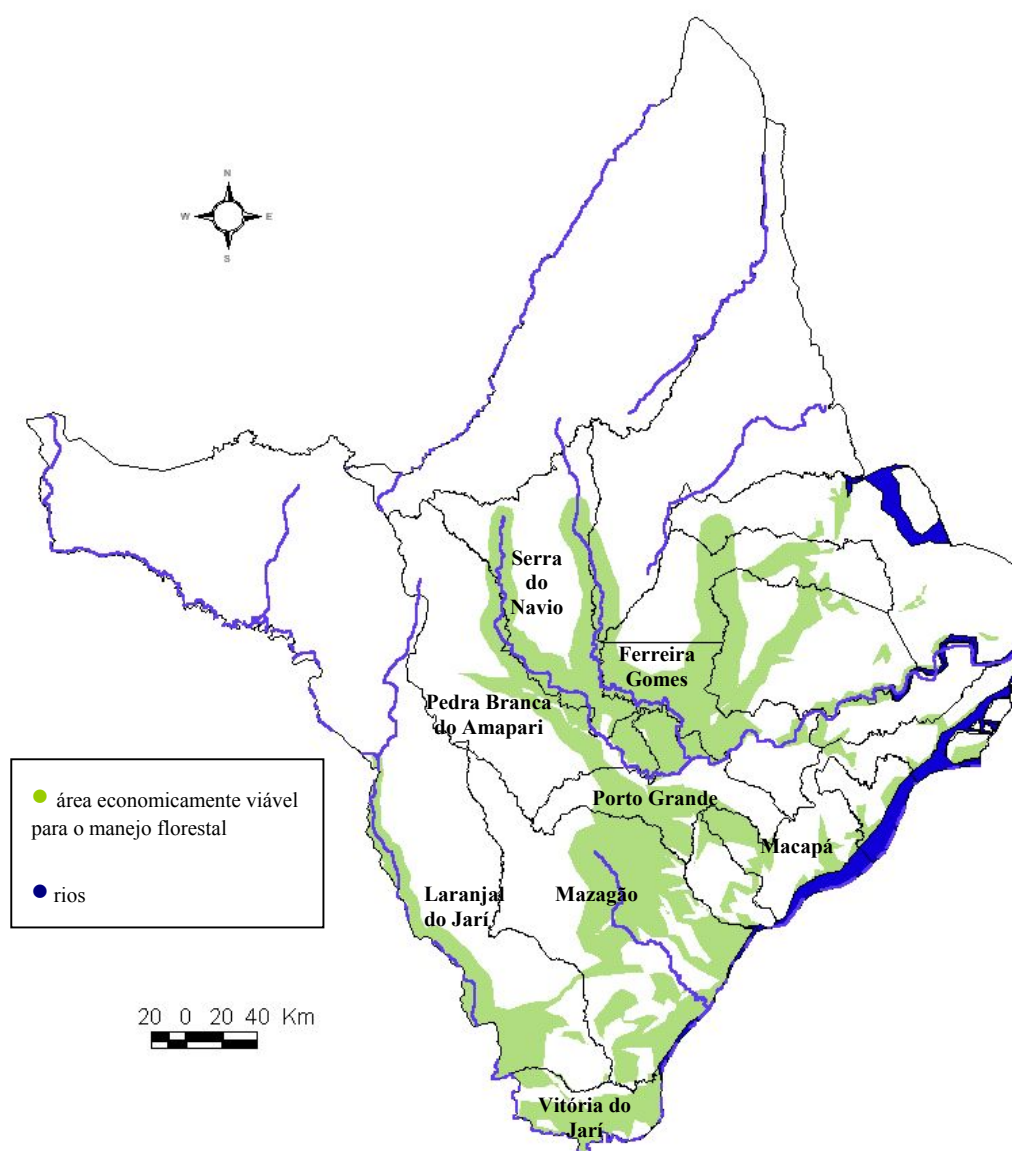 N
W E
S
Serra
do
Navio
Ferreira
Gomes
Pedra Branca
do Amapari
Porto Grande
Macapá
Laranjal
do Jarí
Mazagão
Vitória do
Jarí
área economicamente viável
para o manejo florestal
rios
20 0 20 40 Km